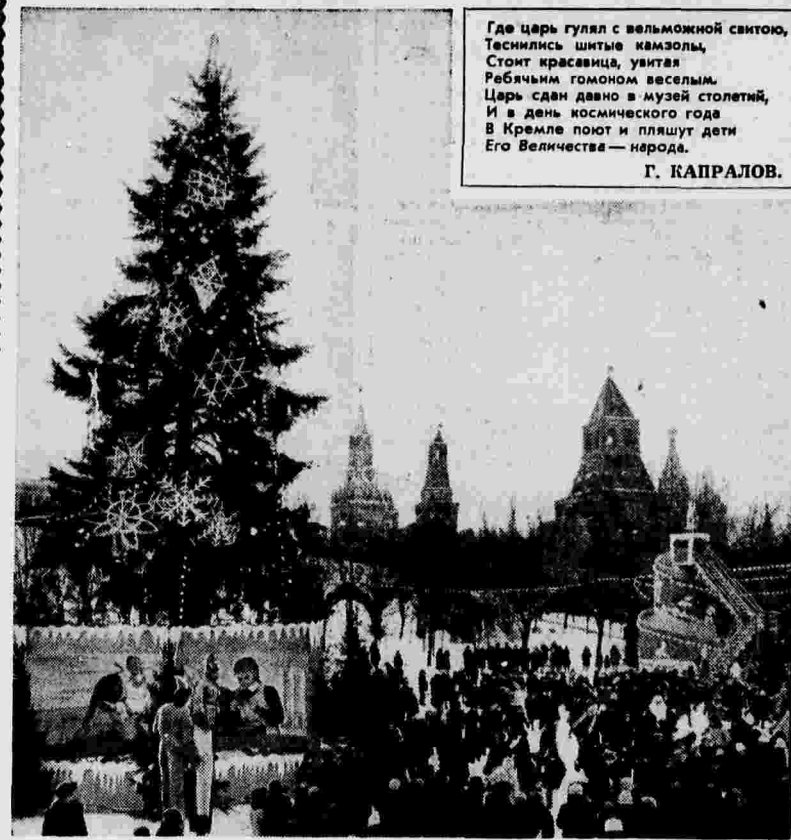 Где царь гулял с вельможной свитою,
Теснились шитые камзолы,
Стоит красавица, увитая
Ребячьим гомоном веселым.
Царь сдан давно в музей столетий,
И в день космического года
В Кремле поют и пляшут дети
Его Величества — народа.
Г. КАПРАЛОВ.